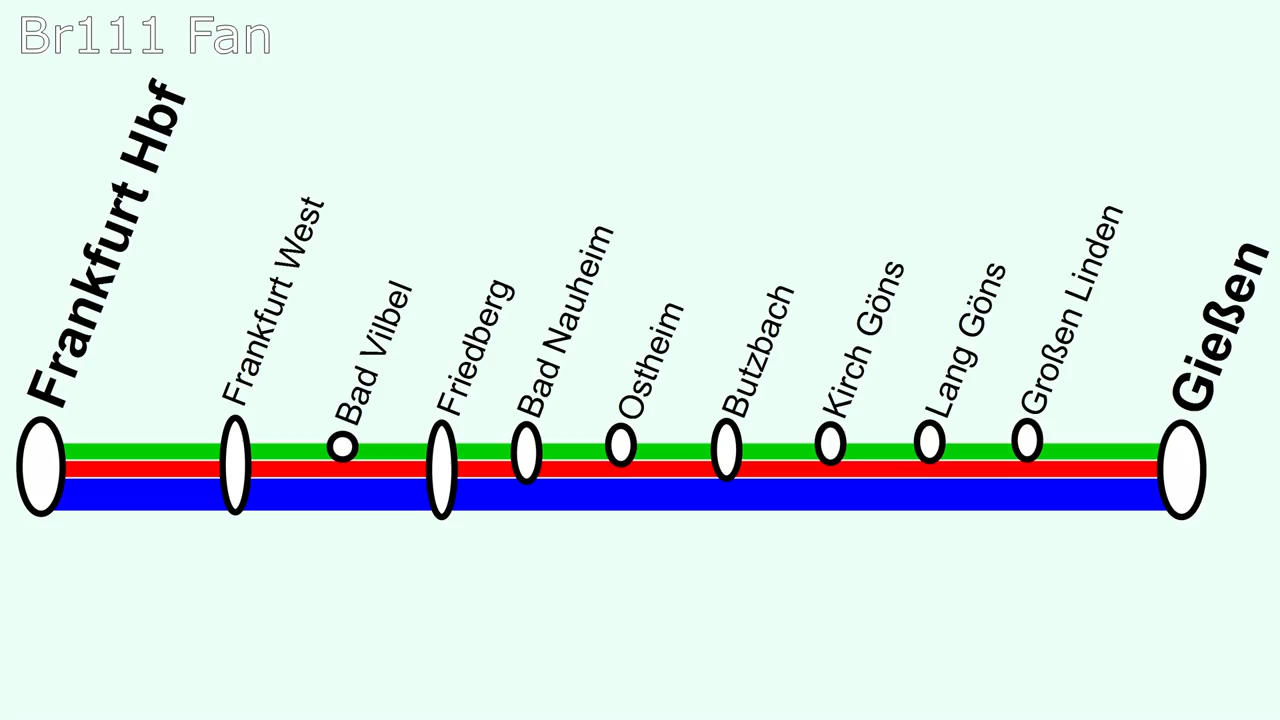 Br111 Fan
Frankfurt Hbf
Frankfurt West
Bad Vilbel
Friedberg
Bad Nauheim
Ostheim
Butzbach
Kirch Göns
Lang Göns
Großen Linden
Gießen